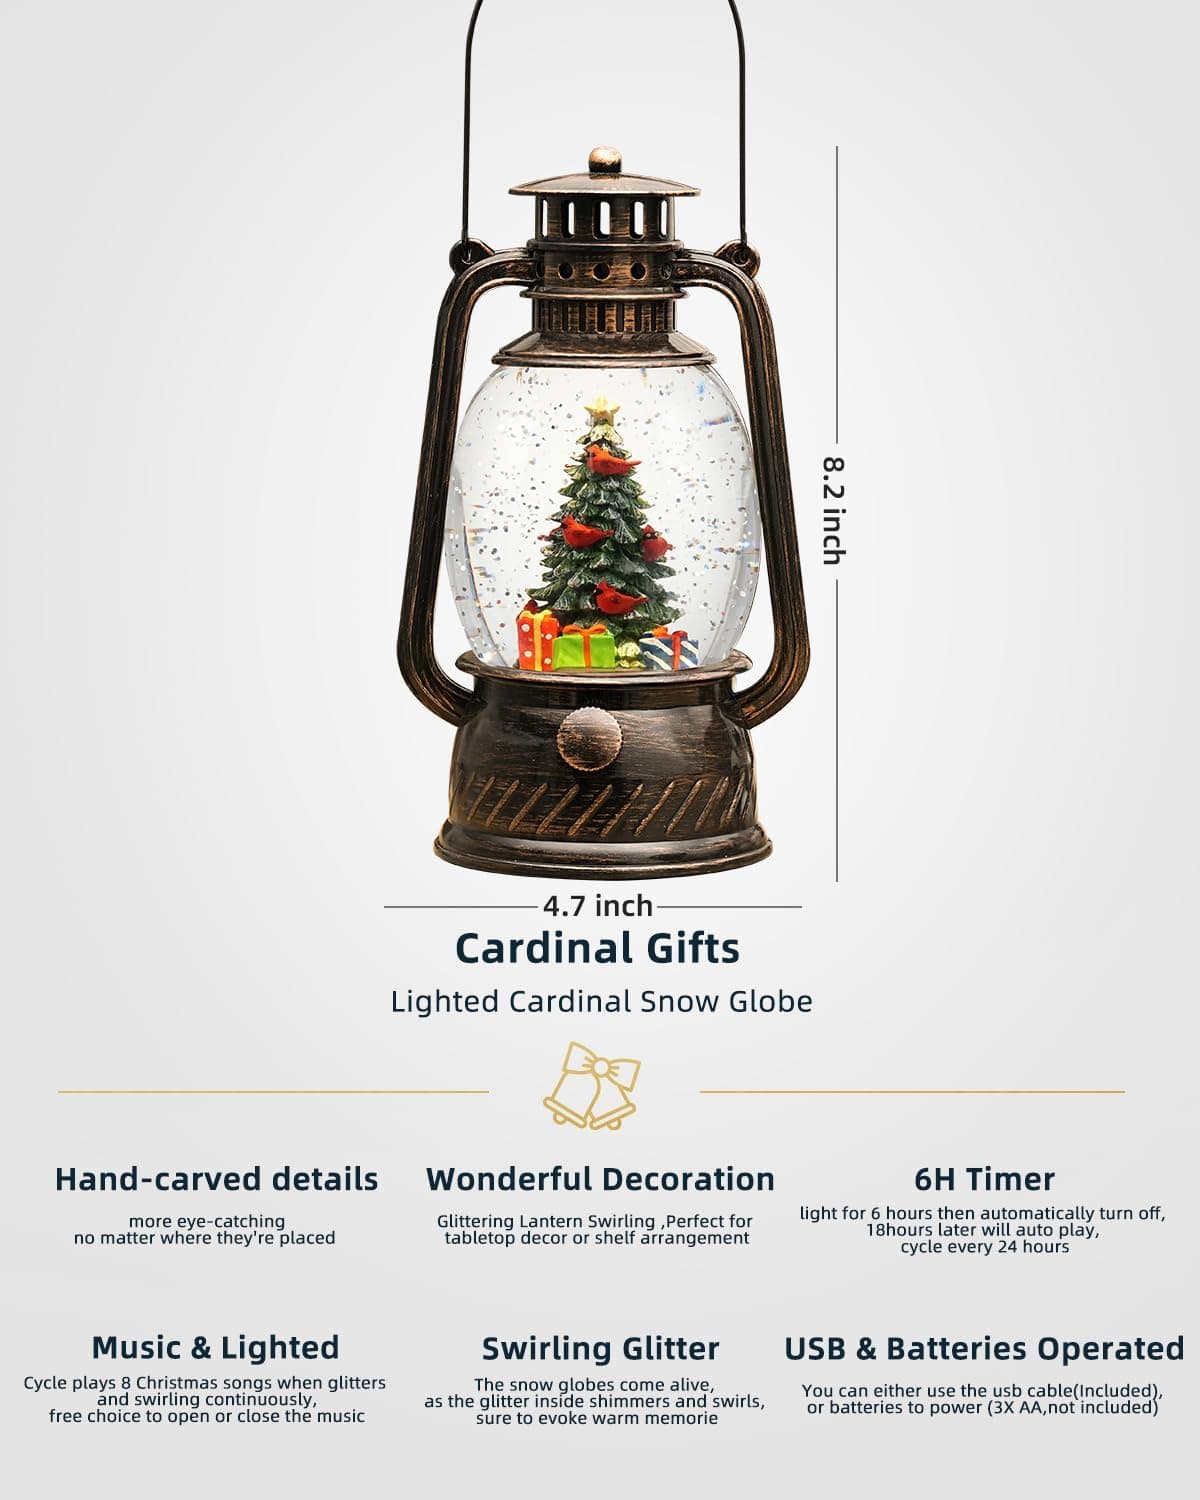 8.2 inch
4.7 inch
Cardinal Gifts
Lighted Cardinal Snow Globe
Hand-carved details
more eye-catching
no matter where they're placed
Wonderful Decoration
Glittering Lantern Swirling ,Perfect for
tabletop decor or shelf arrangement
6H Timer
light for 6 hours then automatically turn off,
18hours later will auto play,
cycle every 24 hours
Music & Lighted
Cycle plays 8 Christmas songs when glitters
and swirling continuously,
free choice to open or close the music
Swirling Glitter
The snow globes come alive,
as the glitter inside shimmers and swirls,
sure to evoke warm memorie
USB & Batteries Operated
You can either use the usb cable(Included),
or batteries to power (3X AA,not included)